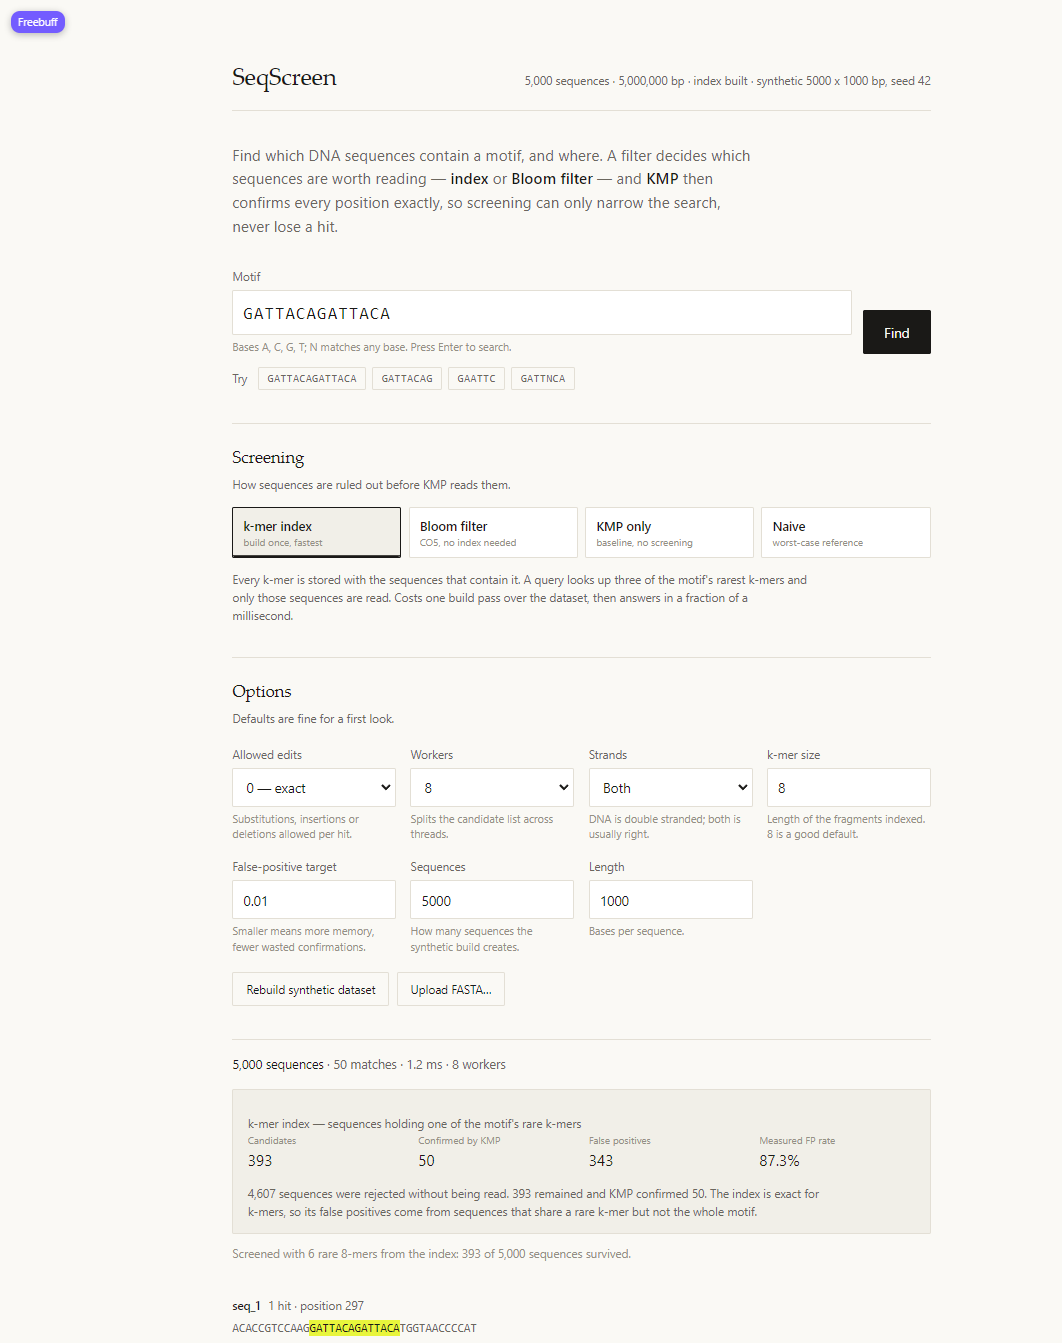 Freebuff
SeqScreen
5,000 sequences · 5,000,000 bp · index built · synthetic 5000 x 1000 bp, seed 42
Find which DNA sequences contain a motif, and where. A filter decides which
sequences are worth reading — index or Bloom filter — and KMP then
confirms every position exactly, so screening can only narrow the search,
never lose a hit.
Motif
GATTACAGATTACA
Find
Bases A, C, G, T; N matches any base. Press Enter to search.
Try GATTACAGATTACA GATTACAG GAATTC GATTNCA
Screening
How sequences are ruled out before KMP reads them.
k-mer index Bloom filter KMP only Naive
build once, fastest CO5, no index needed baseline, no screening worst-case reference
Every k-mer is stored with the sequences that contain it. A query looks up three of the motif's rarest k-mers and
only those sequences are read. Costs one build pass over the dataset, then answers in a fraction of a
millisecond.
Options
Defaults are fine for a first look.
Allowed edits Workers Strands k-mer size
0 — exact 8 Both 8
Substitutions, insertions or Splits the candidate list across DNA is double stranded; both is Length of the fragments indexed.
deletions allowed per hit. threads. usually right. 8 is a good default.
False-positive target Sequences Length
0.01 5000 1000
Smaller means more memory, How many sequences the Bases per sequence.
fewer wasted confirmations. synthetic build creates.
Rebuild synthetic dataset Upload FASTA...
5,000 sequences · 50 matches · 1.2 ms · 8 workers
k-mer index — sequences holding one of the motif's rare k-mers
Candidates Confirmed by KMP False positives Measured FP rate
393 50 343 87.3%
4,607 sequences were rejected without being read. 393 remained and KMP confirmed 50. The index is exact for
k-mers, so its false positives come from sequences that share a rare k-mer but not the whole motif.
Screened with 6 rare 8-mers from the index: 393 of 5,000 sequences survived.
seq_1 1 hit · position 297
ACACCGTCCAAGGATTACAGATTACATGGTAACCCCAT